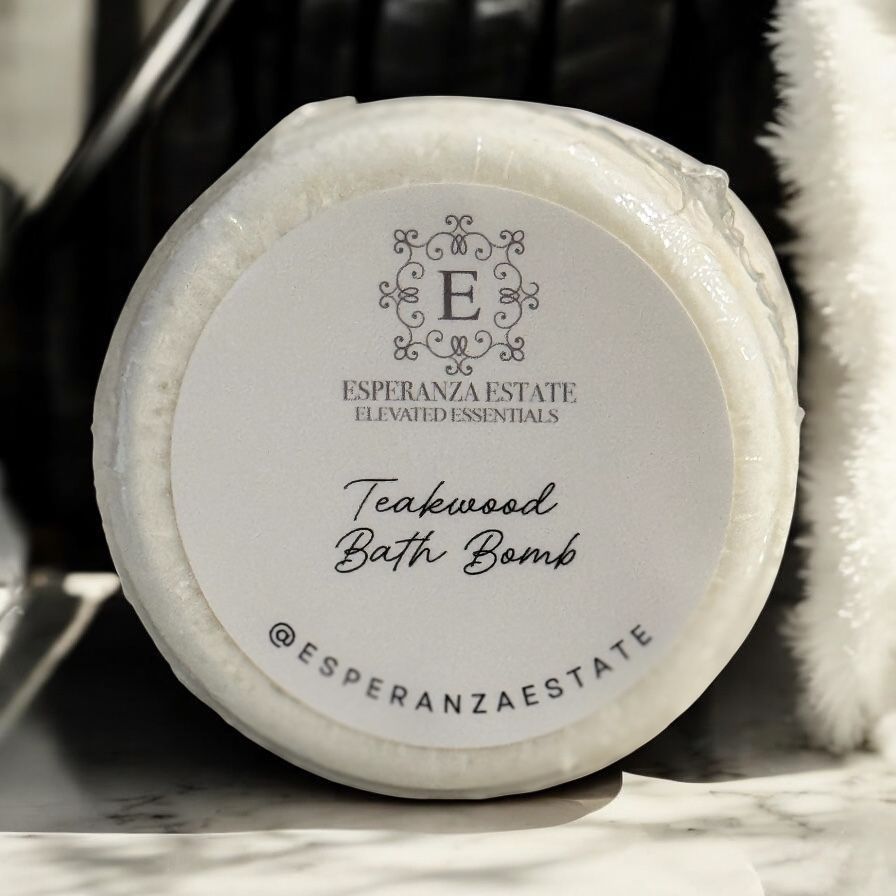 E
ESPERANZA ESTATE
ELEVATED ESSENTIALS
Teakwood
Bath Bomb
@ESPERANZAESTATE